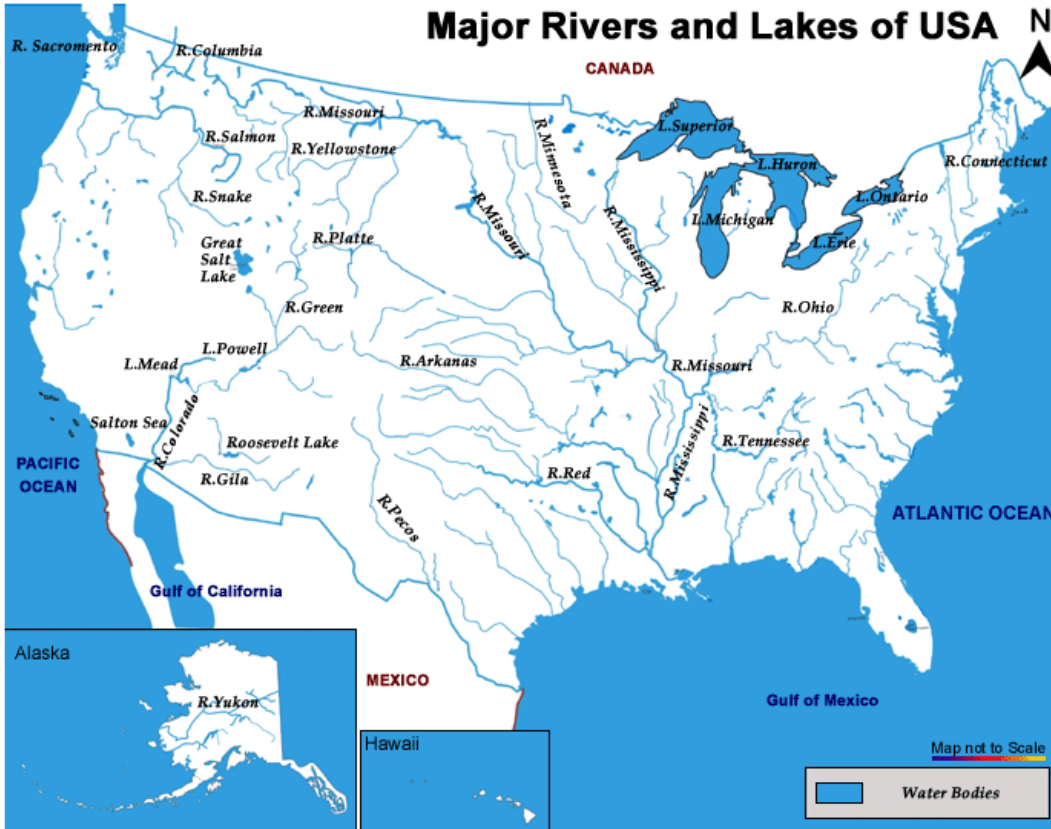 Major Rivers and Lakes of USA
N
R. Sacromento
R.Columbia
CANADA
R.Missouri
R.Salmon
R.Yellowstone
R.Minnesota
L.Superior
L.Huron
R.Connecticut
R.Snake
R.Missouri
R.Mississippi
L.Michigan
L.Ontario
L.Erie
Great
Salt
Lake
R.Platte
R.Green
R.Ohio
L.Powell
L.Mead
R.Arkanas
R.Missouri
Salton Sea
R.Colorado
Roosevelt Lake
R.Gila
R.Mississippi
R.Tennessee
R.Red
R.Pecos
PACIFIC
OCEAN
ATLANTIC OCEAN
Gulf of California
Alaska
R.Yukon
MEXICO
Gulf of Mexico
Hawaii
Map not to Scale
Water Bodies